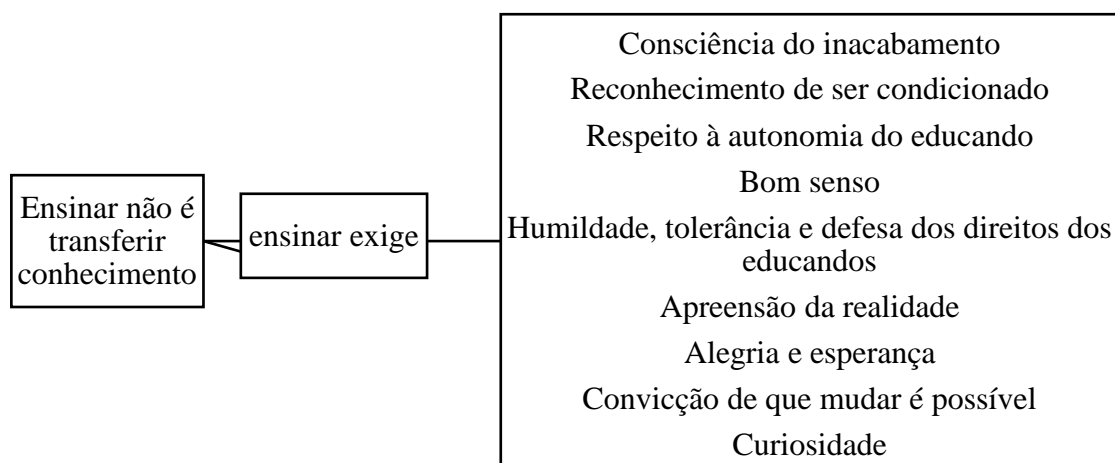 Ensinar não é
transferir
conhecimento
ensinar exige
Consciência do inacabamento
Reconhecimento de ser condicionado
Respeito à autonomia do educando
Bom senso
Humildade, tolerância e defesa dos direitos dos
educandos
Apreensão da realidade
Alegria e esperança
Convicção de que mudar é possível
Curiosidade